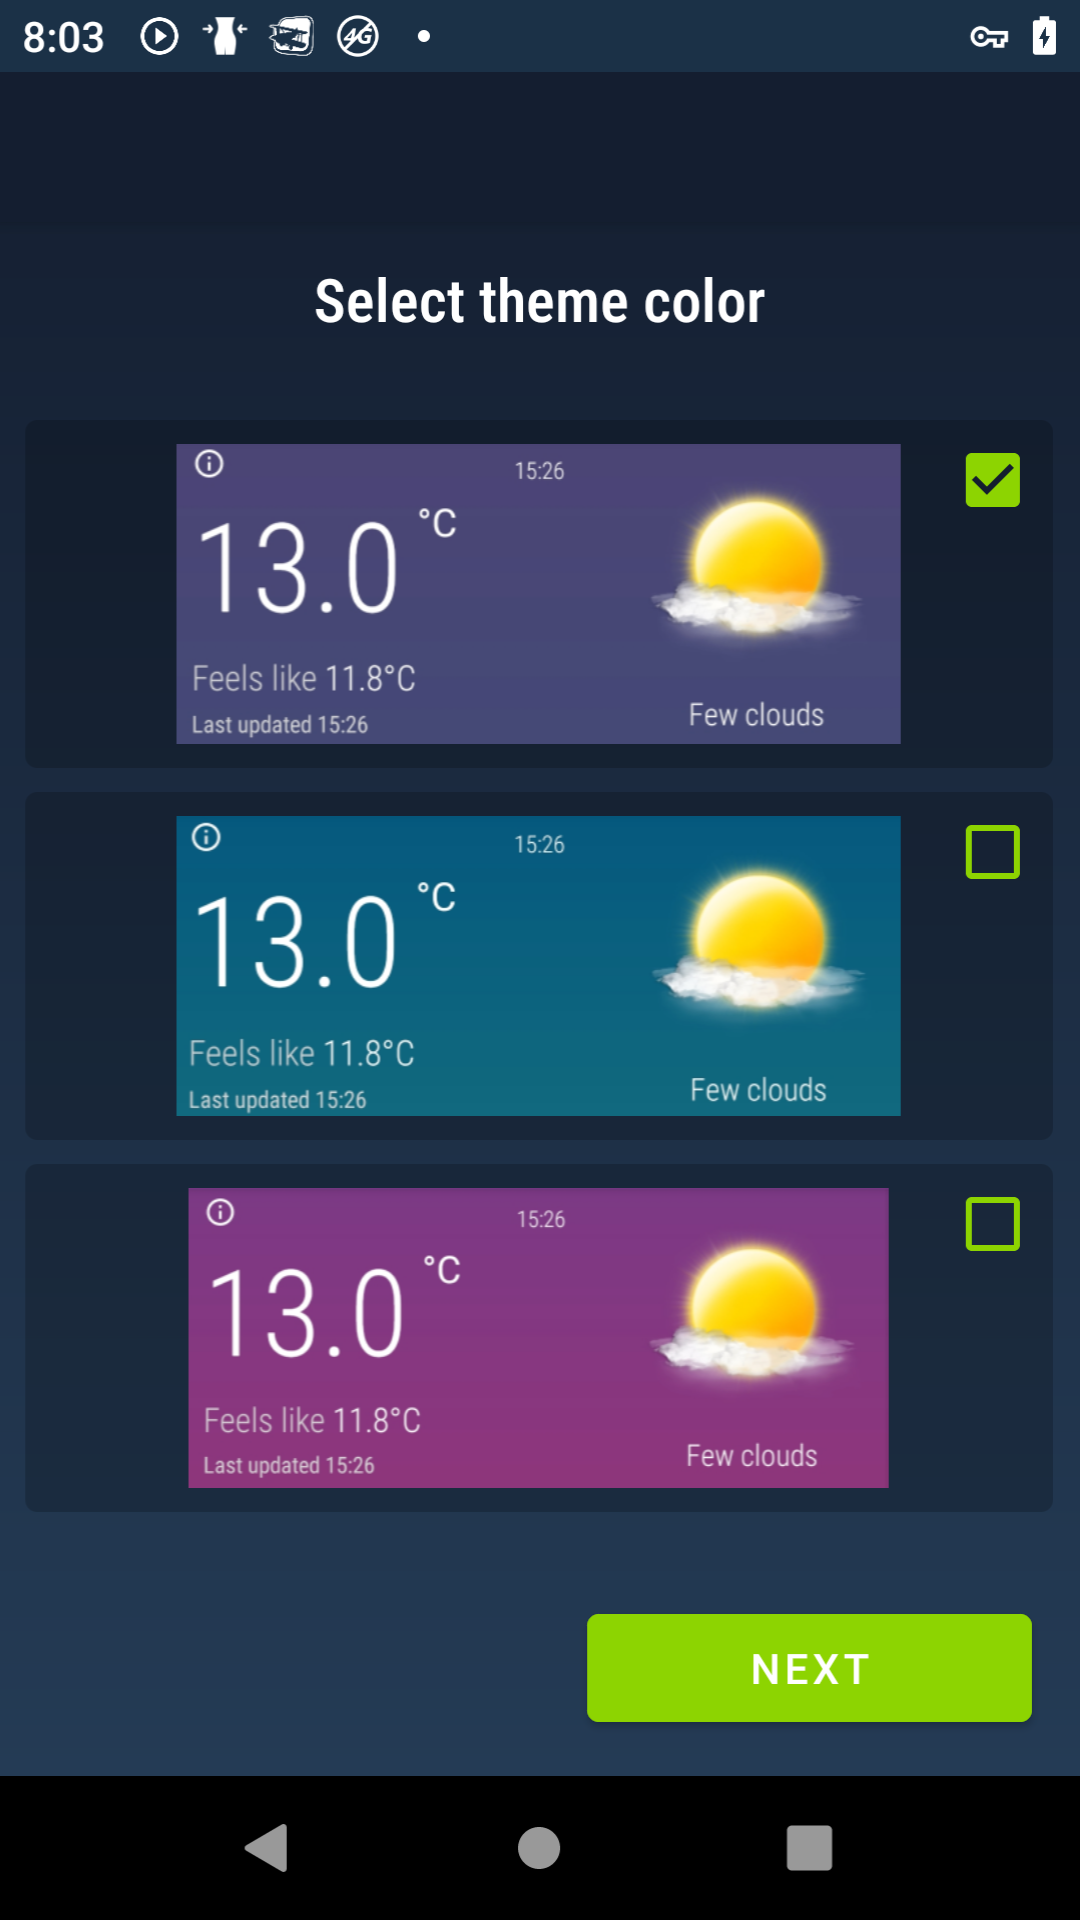 8:03
Select theme color
15:26
13.0 °C
Feels like 11.8°C
Last updated 15:26
Few clouds
15:26
13.0 °C
Feels like 11.8°C
Last updated 15:26
Few clouds
15:26
13.0 °C
Feels like 11.8°C
Last updated 15:26
Few clouds
NEXT